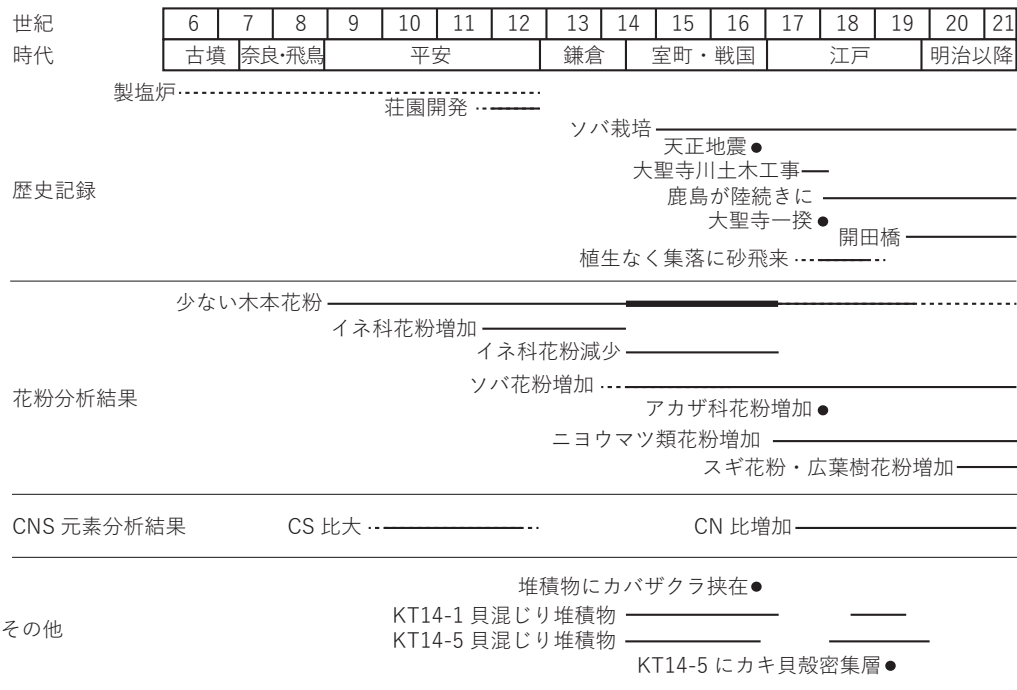 世紀 6 7 8 9 10 11 12 13 14 15 16 17 18 19 20 21
時代 古墳 奈良・飛鳥 平安 鎌倉 室町・戦国 江戸 明治以降
製塩炉
荘園開発
ソバ栽培
天正地震
大聖寺川土木工事
歴史記録 鹿島が陸続きに
大聖寺一揆
開田橋
植生なく集落に砂飛来
少ない木本花粉
イネ科花粉増加
イネ科花粉減少
花粉分析結果 ソバ花粉増加
アカザ科花粉増加
ニヨウマツ類花粉増加
スギ花粉・広葉樹花粉増加
CNS 元素分析結果 CS 比大 CN 比増加
堆積物にカバザクラ挟在
その他 KT14-1 貝混じり堆積物
KT14-5 貝混じり堆積物
KT14-5 にカキ貝殻密集層